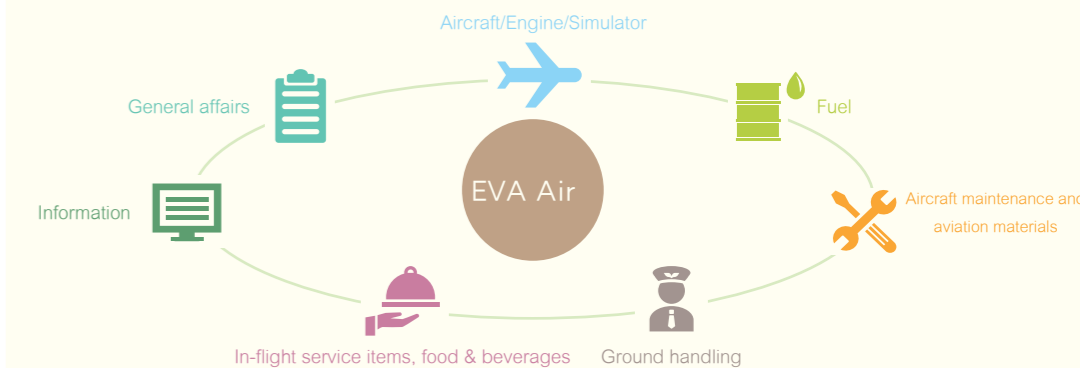 Aircraft/Engine/Simulator
General affairs
Fuel
EVA Air
Information
Aircraft maintenance and
aviation materials
In-flight service items, food & beverages
Ground handling